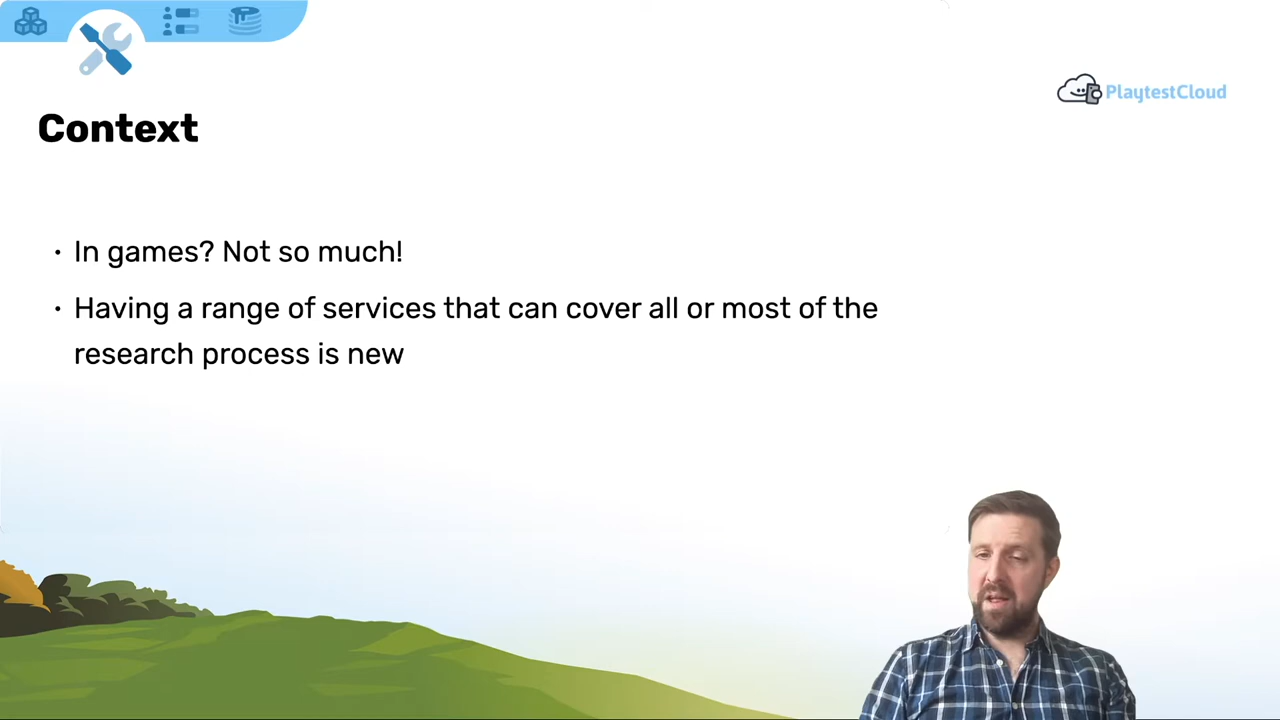 PlaytestCloud
Context
• In games? Not so much!
• Having a range of services that can cover all or most of the
research process is new